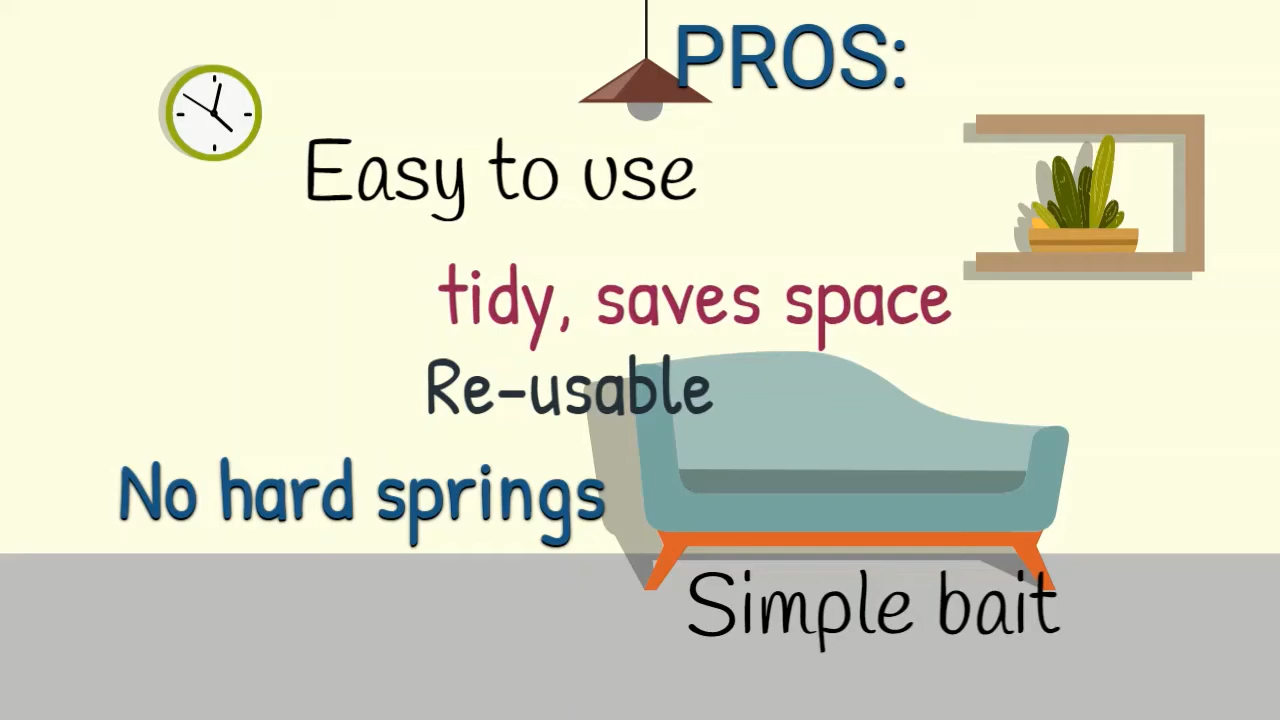 PROS:
Easy to use
tidy, saves space
Re-usable
No hard springs
Simple bait